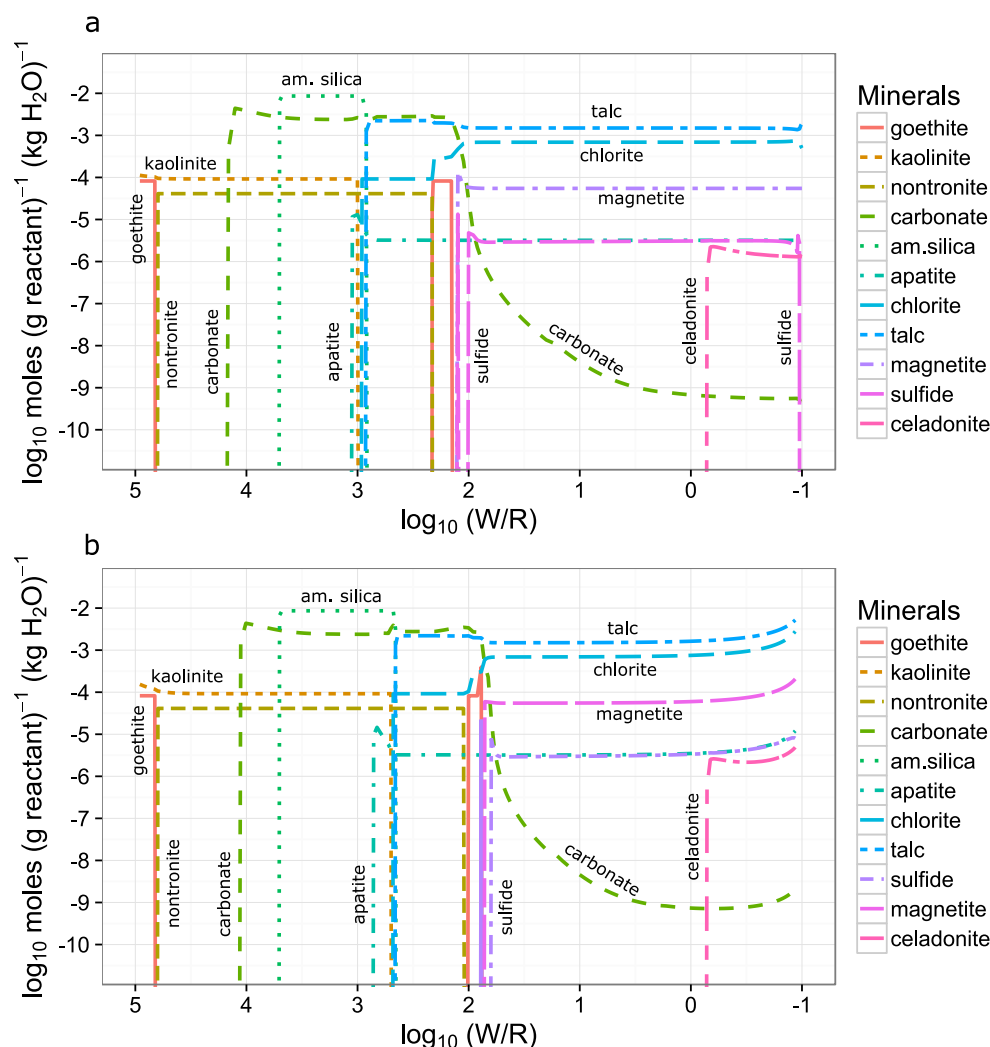 a
log₁₀ moles (g reactant)⁻¹ (kg H₂O)⁻¹
-2
-3
-4
-5
-6
-7
-8
-9
-10
am. silica
kaolinite
goethite
nontronite
carbonate
apatite
talc
chlorite
magnetite
sulfide
carbonate
celadonite
sulfide
5
4
3
2
1
0
-1
log₁₀ (W/R)
Minerals
goethite
kaolinite
nontronite
carbonate
am.silica
apatite
chlorite
talc
magnetite
sulfide
celadonite
b
log₁₀ moles (g reactant)⁻¹ (kg H₂O)⁻¹
-2
-3
-4
-5
-6
-7
-8
-9
-10
am. silica
kaolinite
goethite
nontronite
carbonate
apatite
talc
chlorite
magnetite
sulfide
carbonate
celadonite
5
4
3
2
1
0
-1
log₁₀ (W/R)
Minerals
goethite
kaolinite
nontronite
carbonate
am.silica
apatite
chlorite
talc
sulfide
magnetite
celadonite